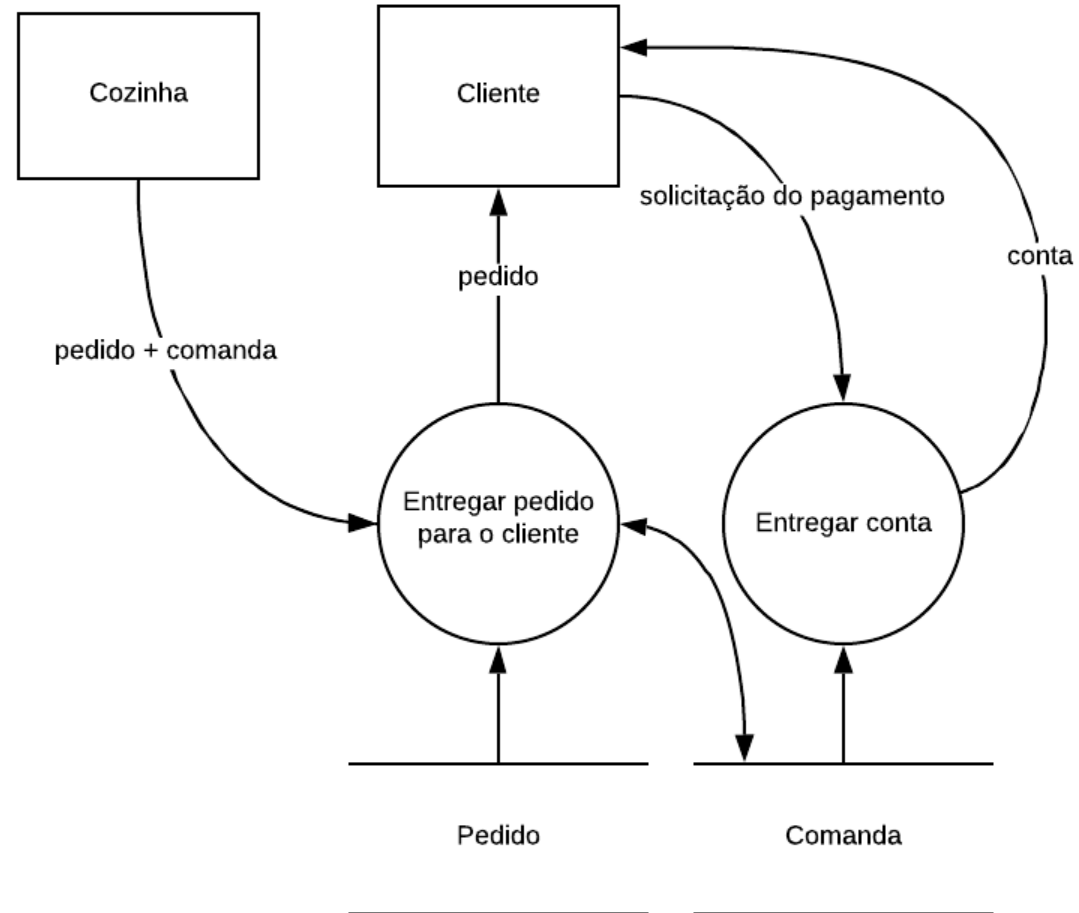 Cozinha
Cliente
solicitação do pagamento
conta
pedido
pedido + comanda
Entregar pedido
para o cliente
Entregar conta
Pedido
Comanda